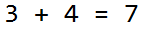 3 + 4 = 7